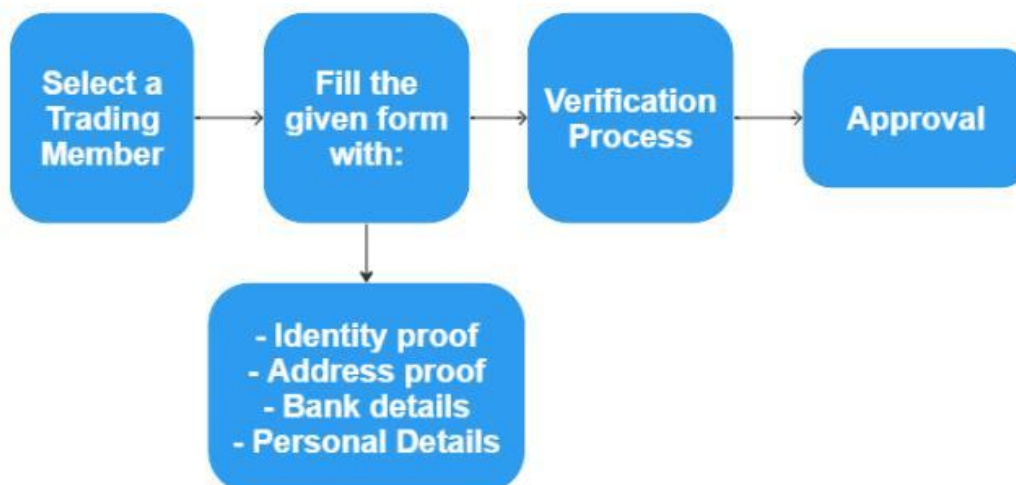 Select a
Trading
Member
Fill the
given form
with:
Verification
Process
Approval
- Identity proof
- Address proof
- Bank details
- Personal Details